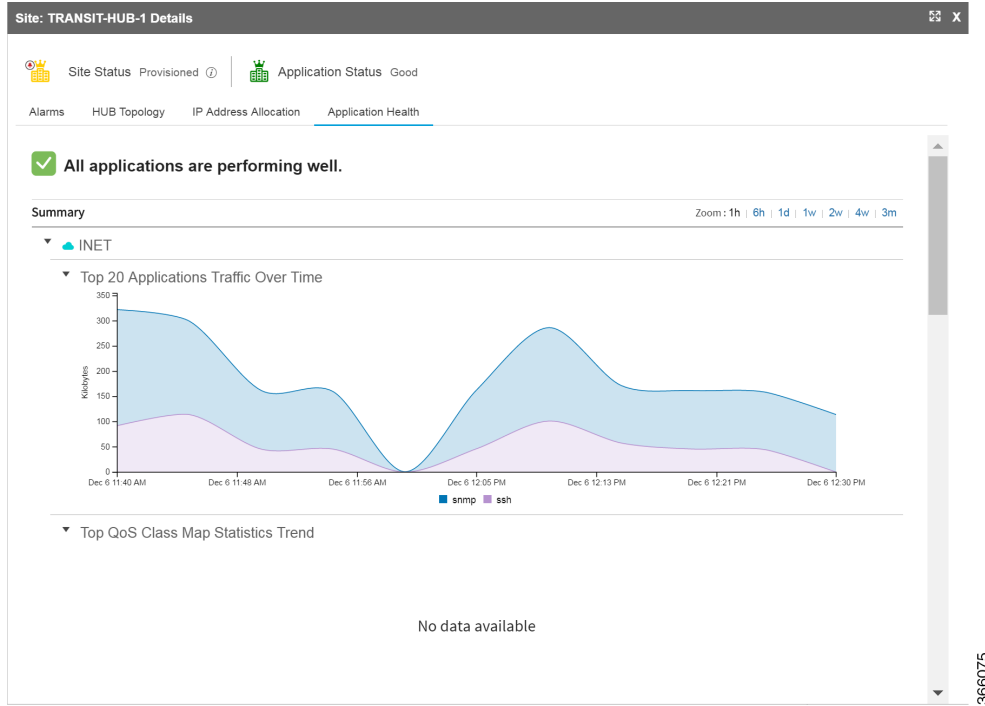 Site: TRANSIT-HUB-1 Details X
Site Status Provisioned i Application Status Good
Alarms HUB Topology IP Address Allocation Application Health
All applications are performing well.
Summary Zoom : 1h | 6h | 1d | 1w | 2w | 4w | 3m
INET
Top 20 Applications Traffic Over Time
350
300
250
200
150
100
50
0
Kilobytes
Dec 6 11:40 AM Dec 6 11:48 AM Dec 6 11:56 AM Dec 6 12:05 PM Dec 6 12:13 PM Dec 6 12:21 PM Dec 6 12:30 PM
snmp ssh
Top QoS Class Map Statistics Trend
No data available
366075